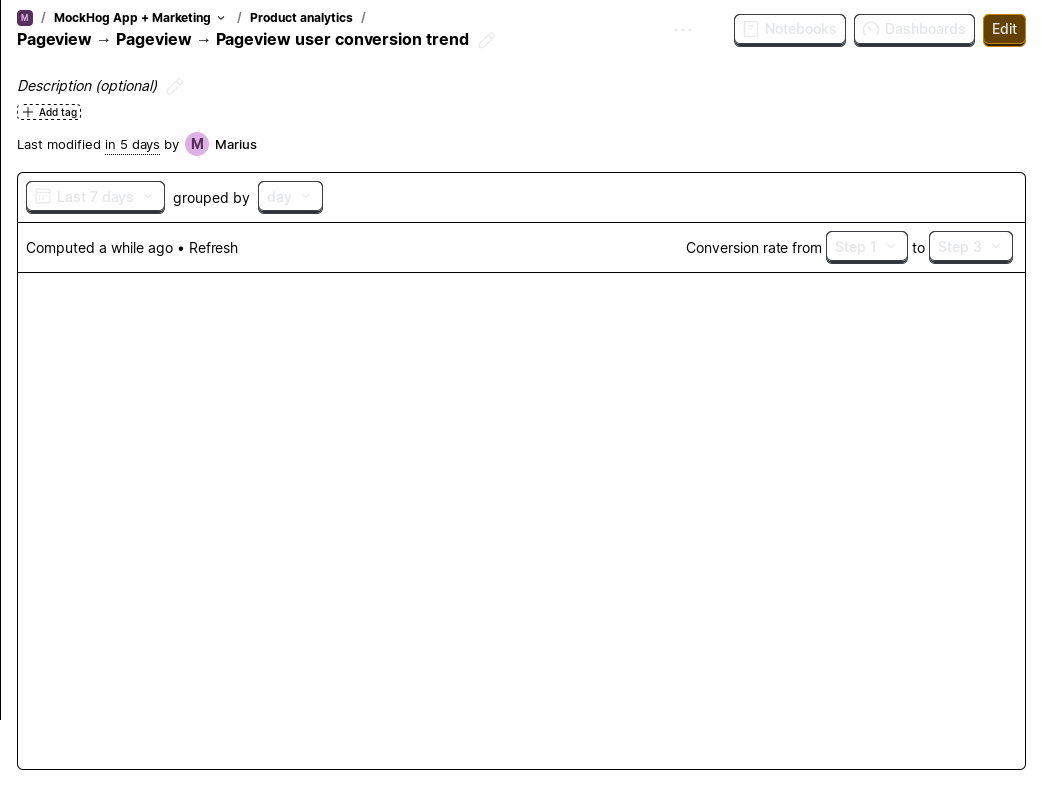 M / MockHog App + Marketing / Product analytics /
Pageview → Pageview → Pageview user conversion trend
Notebooks
Dashboards
Edit
Description (optional)
Add tag
Last modified in 5 days by M Marius
Last 7 days grouped by day
Computed a while ago • Refresh
Conversion rate from Step 1 to Step 3